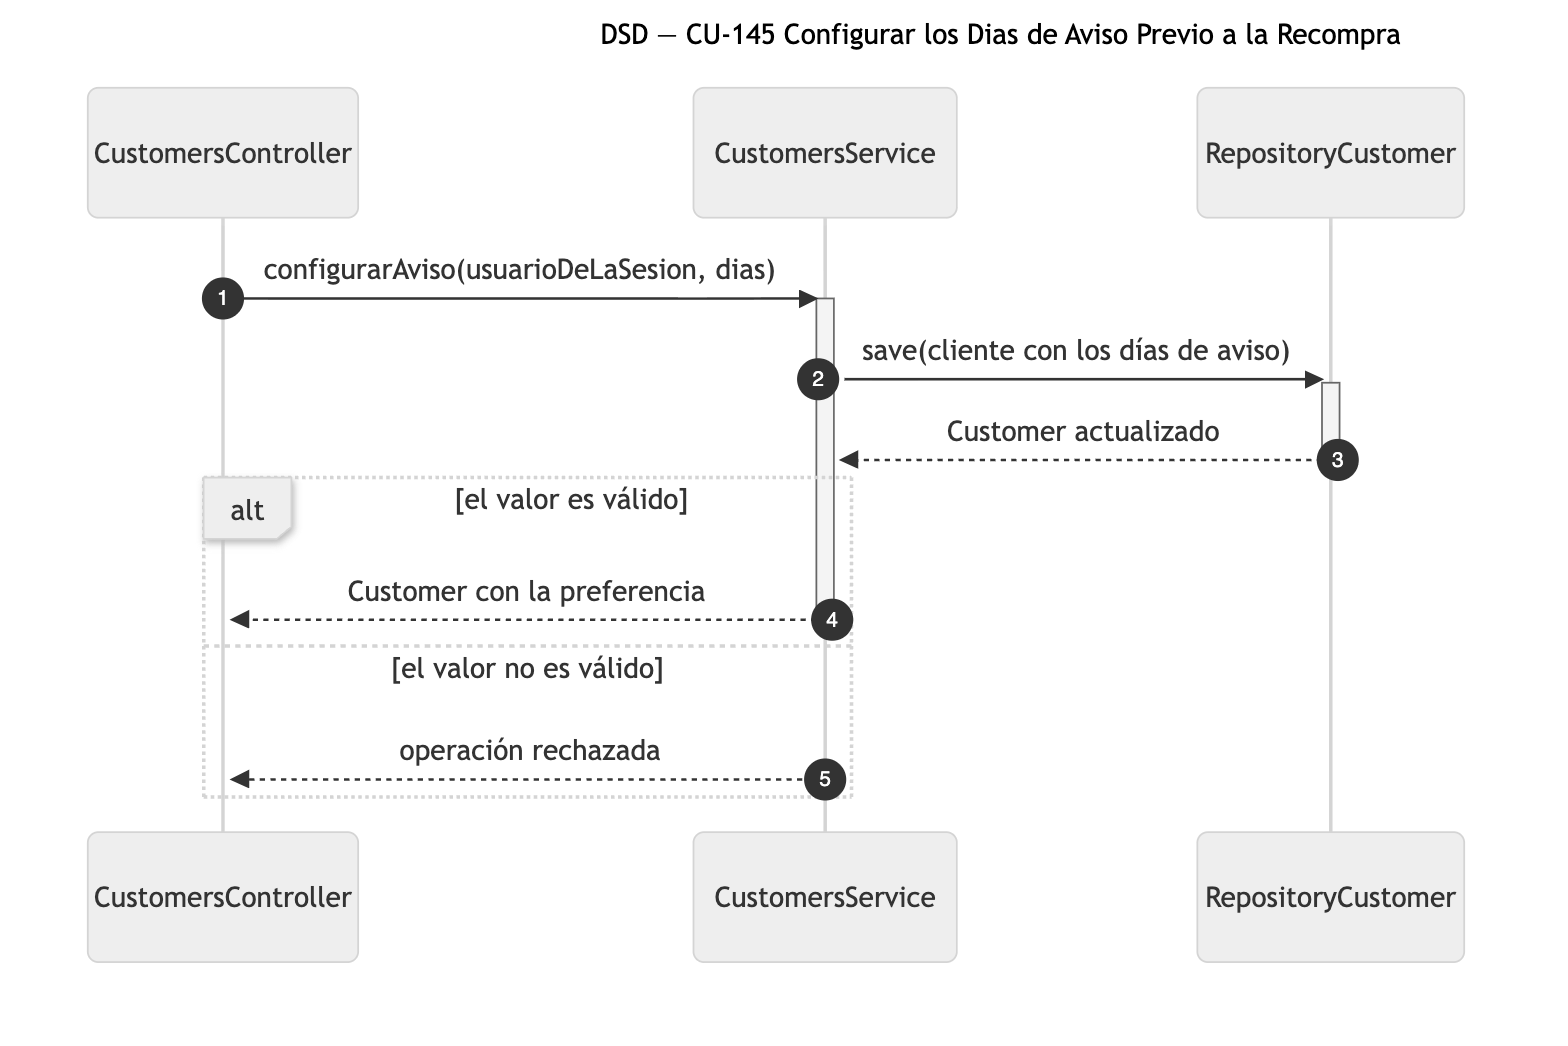 DSD — CU-145 Configurar los Dias de Aviso Previo a la Recompra
CustomersController
CustomersService
RepositoryCustomer
configurarAviso(usuarioDeLaSesion, dias)
1
save(cliente con los días de aviso)
2
Customer actualizado
3
alt
[el valor es válido]
Customer con la preferencia
4
[el valor no es válido]
operación rechazada
5
CustomersController
CustomersService
RepositoryCustomer